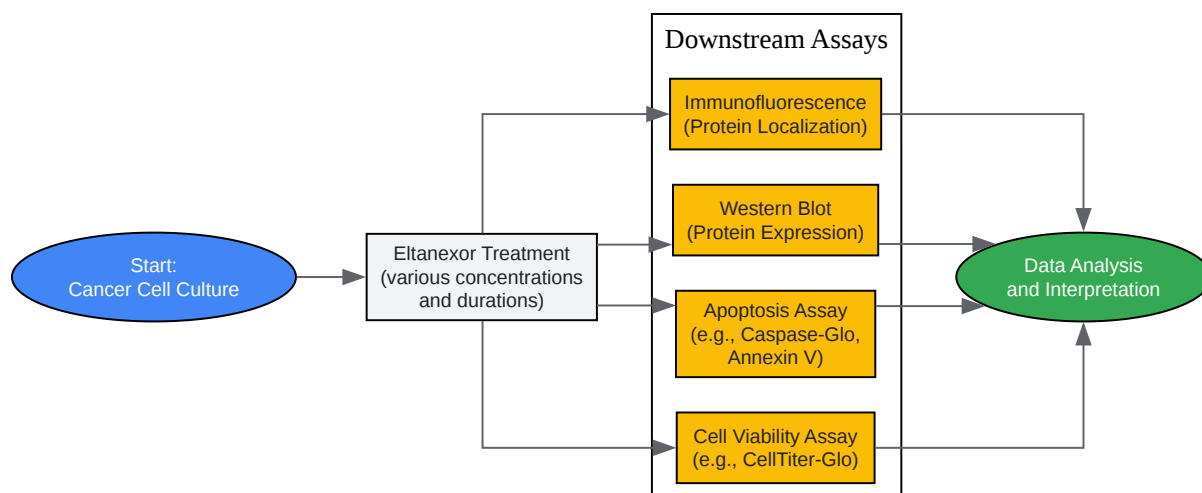 Downstream Assays
Immunofluorescence
(Protein Localization)
Western Blot
(Protein Expression)
Start:
Cancer Cell Culture
Eltanexor Treatment
(various concentrations
and durations)
Data Analysis
and Interpretation
Apoptosis Assay
(e.g., Caspase-Glo,
Annexin V)
Cell Viability Assay
(e.g., CellTiter-Glo)